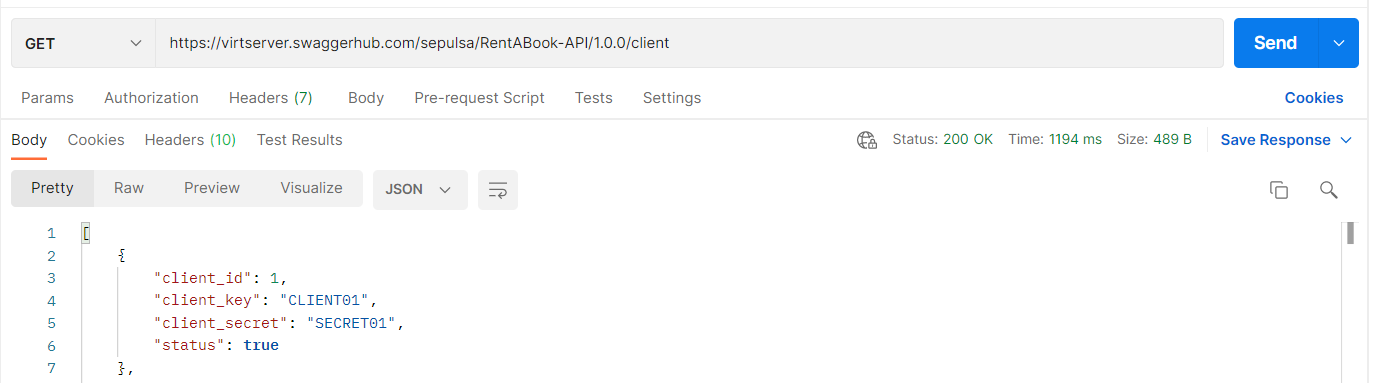 GET https://virtserver.swaggerhub.com/sepulsa/RentABook-API/1.0.0/client Send
Params Authorization Headers (7) Body Pre-request Script Tests Settings Cookies
Body Cookies Headers (10) Test Results Status: 200 OK Time: 1194 ms Size: 489 B Save Response
Pretty Raw Preview Visualize JSON
1 [
2 {
3 "client_id": 1,
4 "client_key": "CLIENT01",
5 "client_secret": "SECRET01",
6 "status": true
7 },